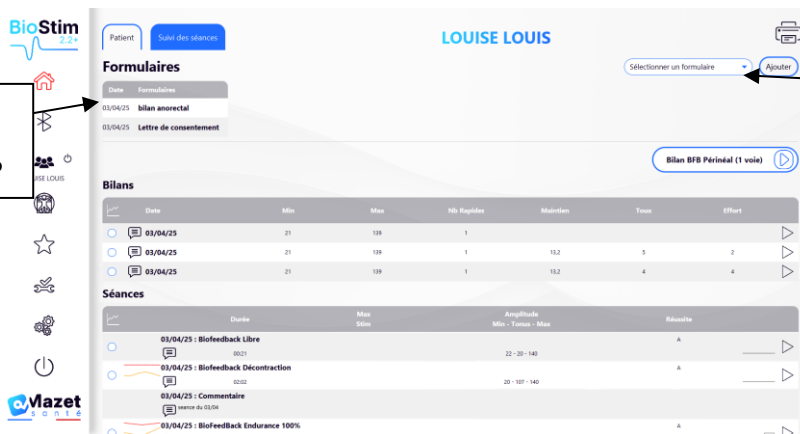 BioStim
2.2+
Patient
Suivi des séances
LOUISE LOUIS
Formulaires
Sélectionner un formulaire
Ajouter
Date Formulaires
03/04/25 bilan anorectal
03/04/25 Lettre de consentement
Bilan BFB Périnéal (1 voie)
Bilans
Date Min Max Nb Rapides Maintien Toux Effort
03/04/25 21 139 1
03/04/25 21 139 1 13,2 5 2
03/04/25 21 139 1 13,2 4 4
Séances
Durée Max Stim Amplitude Min - Tonus - Max Réussite
03/04/25 : Biofeedback Libre
00:21 22 - 20 - 140
03/04/25 : Biofeedback Décontraction
02:02 20 - 107 - 140
03/04/25 : Commentaire
seance du 03/04
03/04/25 : BioFeedBack Endurance 100%
Mazet
santé